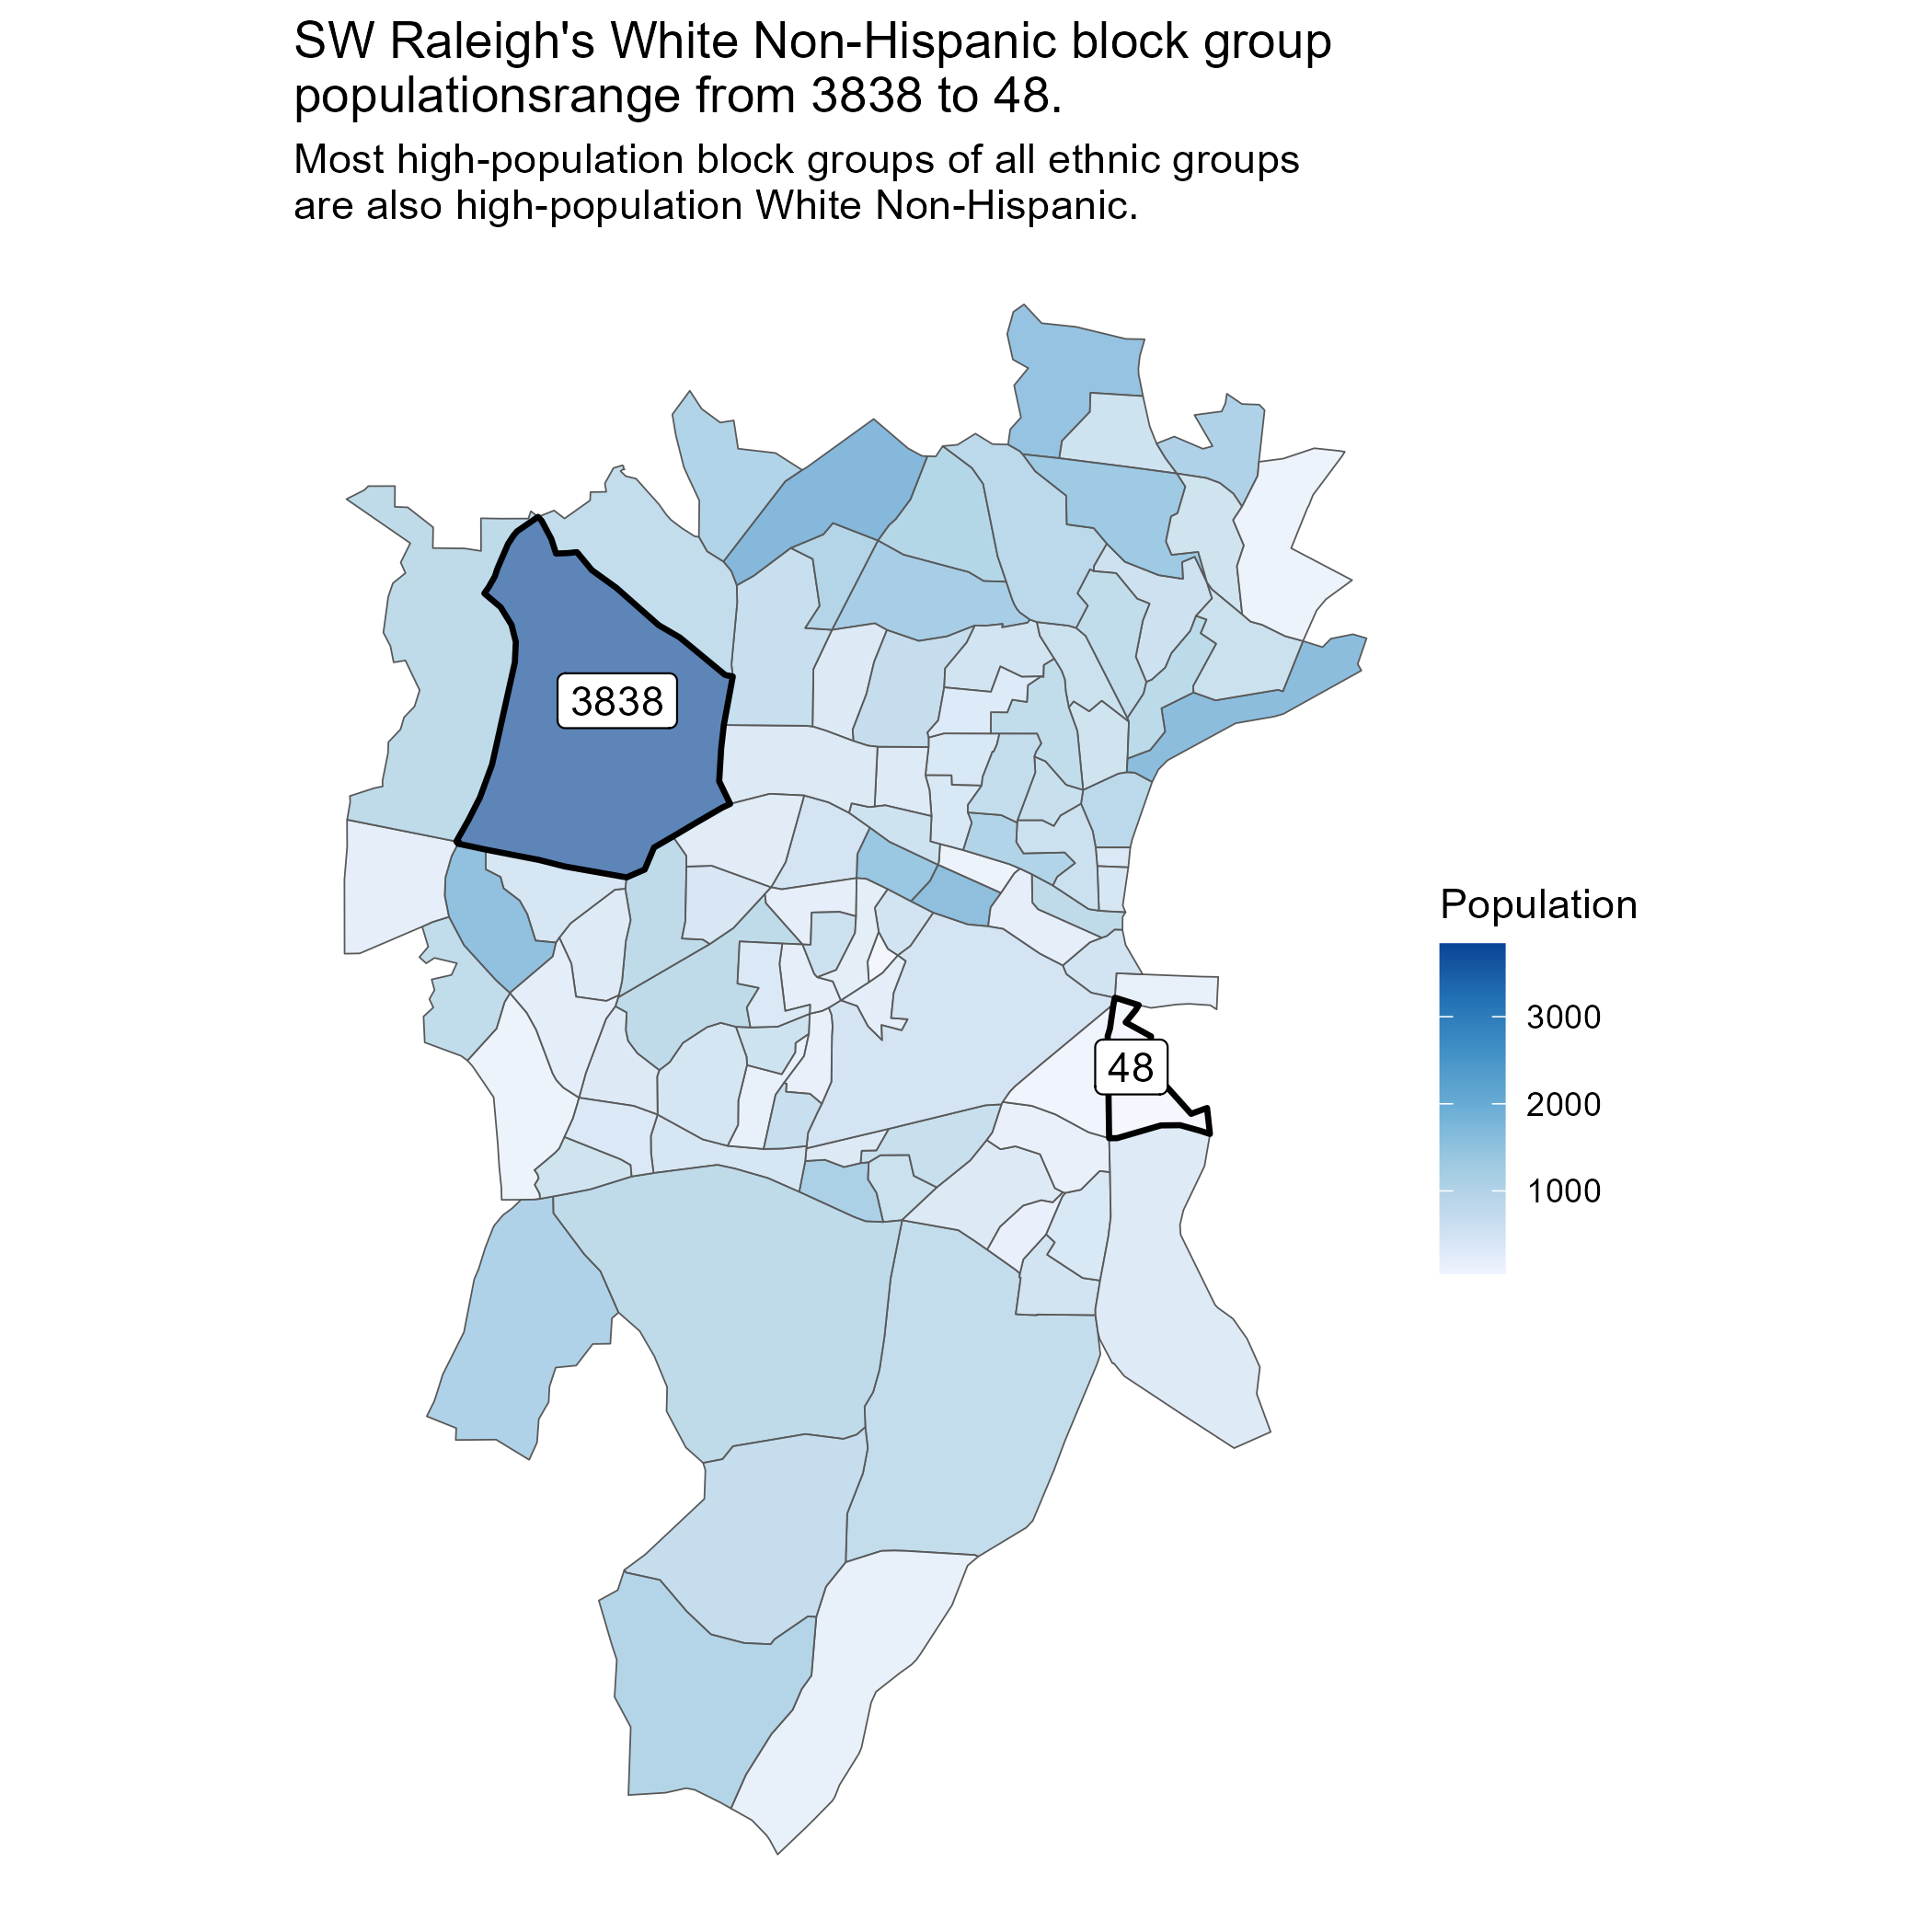 SW Raleigh's White Non-Hispanic block group
populationsrange from 3838 to 48.
Most high-population block groups of all ethnic groups
are also high-population White Non-Hispanic.
3838
Population
3000
48
2000
1000